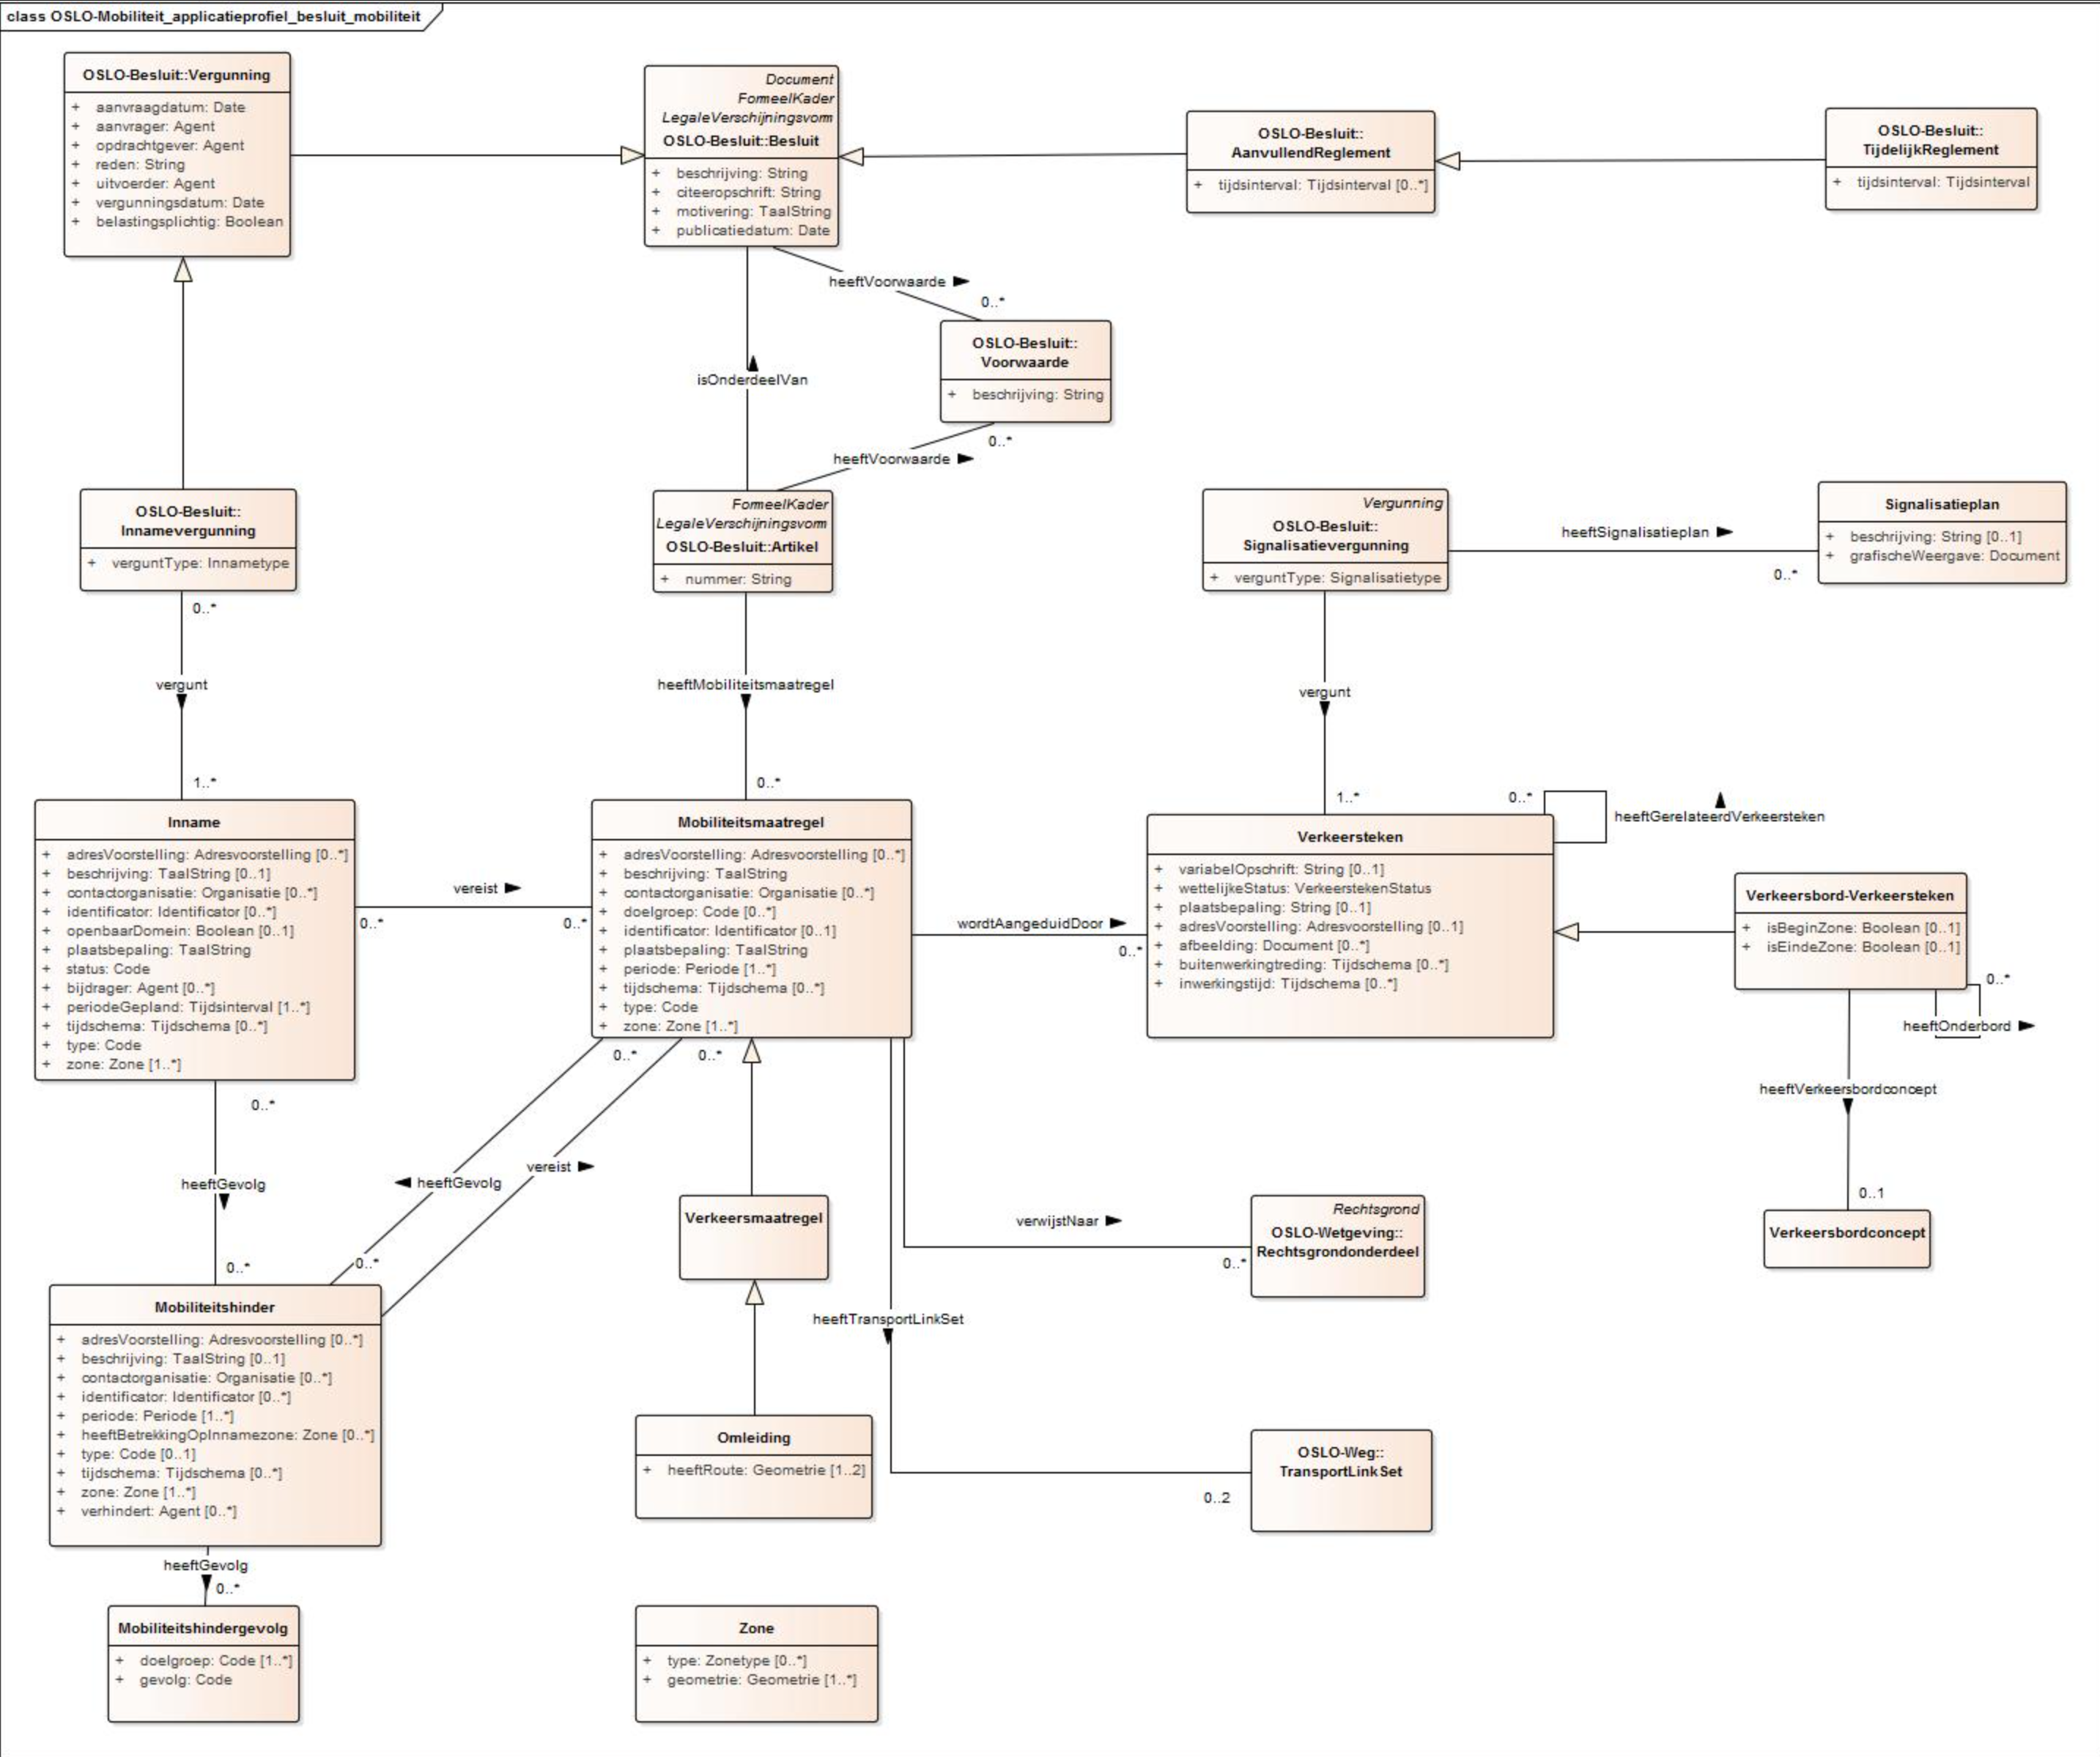 class OSLO-Mobiliteit_applicatieprofiel_besluit_mobiliteit
OSLO-Besluit::Vergunning
+ aanvraagdatum: Date
+ aanvrager: Agent
+ opdrachtgever: Agent
+ reden: String
+ uitvoerder: Agent
+ vergunningsdatum: Date
+ belastingsplichtig: Boolean
Document
FormeelKader
LegaleVerschijningsvorm
OSLO-Besluit::Besluit
+ beschrijving: String
+ citeeropschrift: String
+ motivering: TaalString
+ publicatiedatum: Date
OSLO-Besluit::
AanvullendReglement
+ tijdsinterval: Tijdsinterval [0..*]
OSLO-Besluit::
TijdelijkReglement
+ tijdsinterval: Tijdsinterval
heeftVoorwaarde
0..*
OSLO-Besluit::
Voorwaarde
+ beschrijving: String
isOnderdeelVan
0..*
heeftVoorwaarde
OSLO-Besluit::
Innamevergunning
+ verguntType: Innametype
FormeelKader
LegaleVerschijningsvorm
OSLO-Besluit::Artikel
+ nummer: String
Vergunning
OSLO-Besluit::
Signalisatievergunning
+ verguntType: Signalisatietype
heeftSignalisatieplan
0..*
Signalisatieplan
+ beschrijving: String [0..1]
+ grafischeWeergave: Document
0..*
vergunt
1..*
heeftMobiliteitsmaatregel
0..*
vergunt
1..*
0..*
heeftGerelateerdVerkeersteken
Inname
+ adresVoorstelling: Adresvoorstelling [0..*]
+ beschrijving: TaalString [0..1]
+ contactorganisatie: Organisatie [0..*]
+ identificator: Identificator [0..*]
+ openbaarDomein: Boolean [0..1]
+ plaatsbepaling: TaalString
+ status: Code
+ bijdrager: Agent [0..*]
+ periodeGepland: Tijdsinterval [1..*]
+ tijdschema: Tijdschema [0..*]
+ type: Code
+ zone: Zone [1..*]
vereist
0..*
0..*
Mobiliteitsmaatregel
+ adresVoorstelling: Adresvoorstelling [0..*]
+ beschrijving: TaalString
+ contactorganisatie: Organisatie [0..*]
+ doelgroep: Code [0..*]
+ identificator: Identificator [0..1]
+ plaatsbepaling: TaalString
+ periode: Periode [1..*]
+ tijdschema: Tijdschema [0..*]
+ type: Code
+ zone: Zone [1..*]
wordtAangeduidDoor
0..*
Verkeersteken
+ variabelOpschrift: String [0..1]
+ wettelijkeStatus: VerkeerstekenStatus
+ plaatsbepaling: String [0..1]
+ adresVoorstelling: Adresvoorstelling [0..1]
+ afbeelding: Document [0..*]
+ buitenwerkingtreding: Tijdschema [0..*]
+ inwerkingstijd: Tijdschema [0..*]
Verkeersbord-Verkeersteken
+ isBeginZone: Boolean [0..1]
+ isEindeZone: Boolean [0..1]
0..*
heeftOnderbord
heeftVerkeersbordconcept
0..1
Verkeersbordconcept
0..*
heeftGevolg
0..*
0..*
0..*
heeftGevolg
vereist
0..*
Verkeersmaatregel
verwijstNaar
0..*
Rechtsgrond
OSLO-Wetgeving::
Rechtsgrondonderdeel
heeftTransportLinkSet
0..2
OSLO-Weg::
TransportLinkSet
Mobiliteitshinder
+ adresVoorstelling: Adresvoorstelling [0..*]
+ beschrijving: TaalString [0..1]
+ contactorganisatie: Organisatie [0..*]
+ identificator: Identificator [0..*]
+ periode: Periode [1..*]
+ heeftBetrekkingOpInnamezone: Zone [0..*]
+ type: Code [0..1]
+ tijdschema: Tijdschema [0..*]
+ zone: Zone [1..*]
+ verhindert: Agent [0..*]
Omleiding
+ heeftRoute: Geometrie [1..2]
heeftGevolg
0..*
Mobiliteitshindergevolg
+ doelgroep: Code [1..*]
+ gevolg: Code
Zone
+ type: Zonetype [0..*]
+ geometrie: Geometrie [1..*]